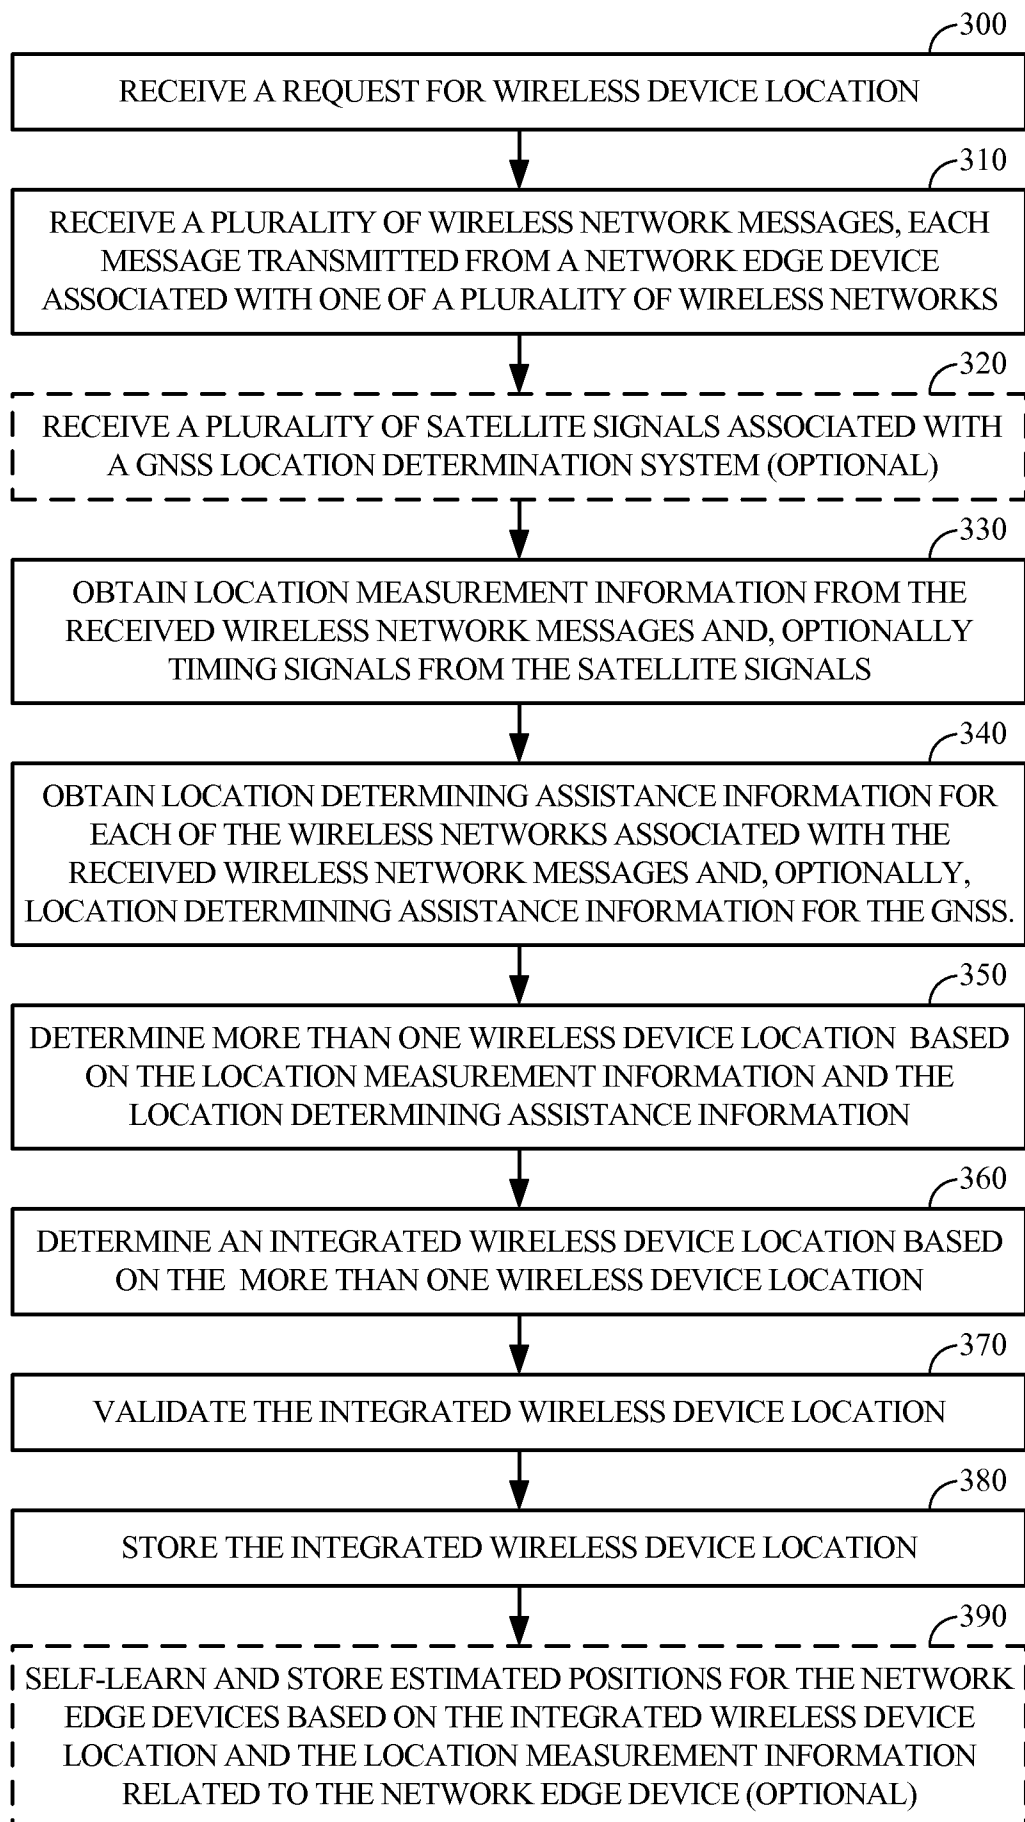 300
RECEIVE A REQUEST FOR WIRELESS DEVICE LOCATION
310
RECEIVE A PLURALITY OF WIRELESS NETWORK MESSAGES, EACH
MESSAGE TRANSMITTED FROM A NETWORK EDGE DEVICE
ASSOCIATED WITH ONE OF A PLURALITY OF WIRELESS NETWORKS
320
RECEIVE A PLURALITY OF SATELLITE SIGNALS ASSOCIATED WITH
A GNSS LOCATION DETERMINATION SYSTEM (OPTIONAL)
330
OBTAIN LOCATION MEASUREMENT INFORMATION FROM THE
RECEIVED WIRELESS NETWORK MESSAGES AND, OPTIONALLY
TIMING SIGNALS FROM THE SATELLITE SIGNALS
340
OBTAIN LOCATION DETERMINING ASSISTANCE INFORMATION FOR
EACH OF THE WIRELESS NETWORKS ASSOCIATED WITH THE
RECEIVED WIRELESS NETWORK MESSAGES AND, OPTIONALLY,
LOCATION DETERMINING ASSISTANCE INFORMATION FOR THE GNSS.
350
DETERMINE MORE THAN ONE WIRELESS DEVICE LOCATION BASED
ON THE LOCATION MEASUREMENT INFORMATION AND THE
LOCATION DETERMINING ASSISTANCE INFORMATION
360
DETERMINE AN INTEGRATED WIRELESS DEVICE LOCATION BASED
ON THE MORE THAN ONE WIRELESS DEVICE LOCATION
370
VALIDATE THE INTEGRATED WIRELESS DEVICE LOCATION
380
STORE THE INTEGRATED WIRELESS DEVICE LOCATION
390
SELF-LEARN AND STORE ESTIMATED POSITIONS FOR THE NETWORK
EDGE DEVICES BASED ON THE INTEGRATED WIRELESS DEVICE
LOCATION AND THE LOCATION MEASUREMENT INFORMATION
RELATED TO THE NETWORK EDGE DEVICE (OPTIONAL)